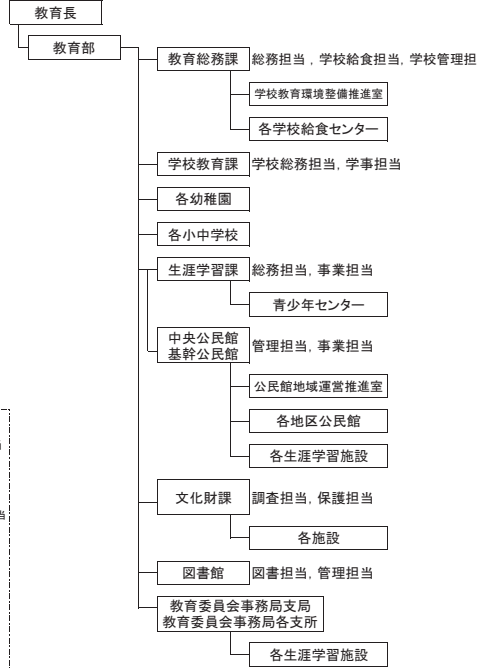 教育長
教育部
教育総務課 総務担当，学校給食担当，学校管理担
学校教育環境整備推進室
各学校給食センター
学校教育課 学校総務担当，学事担当
各幼稚園
各小中学校
生涯学習課 総務担当，事業担当
青少年センター
中央公民館
基幹公民館 管理担当，事業担当
公民館地域運営推進室
各地区公民館
各生涯学習施設
文化財課 調査担当，保護担当
各施設
図書館 図書担当，管理担当
教育委員会事務局支局
教育委員会事務局各支所
各生涯学習施設